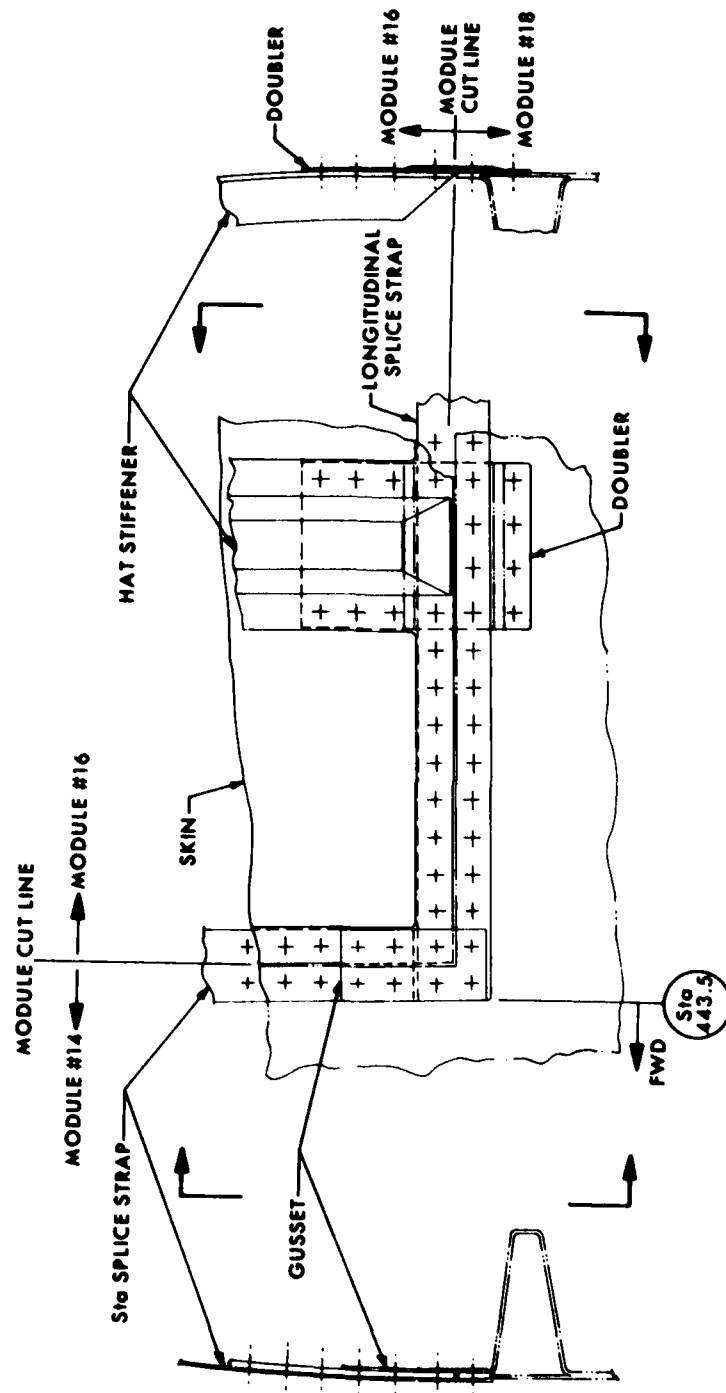 MODULE CUT LINE
MODULE #14
MODULE #16
Sta SPLICE STRAP
SKIN
HAT STIFFENER
DOUBLER
GUSSET
LONGITUDINAL
SPLICE STRAP
MODULE #16
MODULE
CUT LINE
MODULE #18
DOUBLER
FWD
Sta
443.5